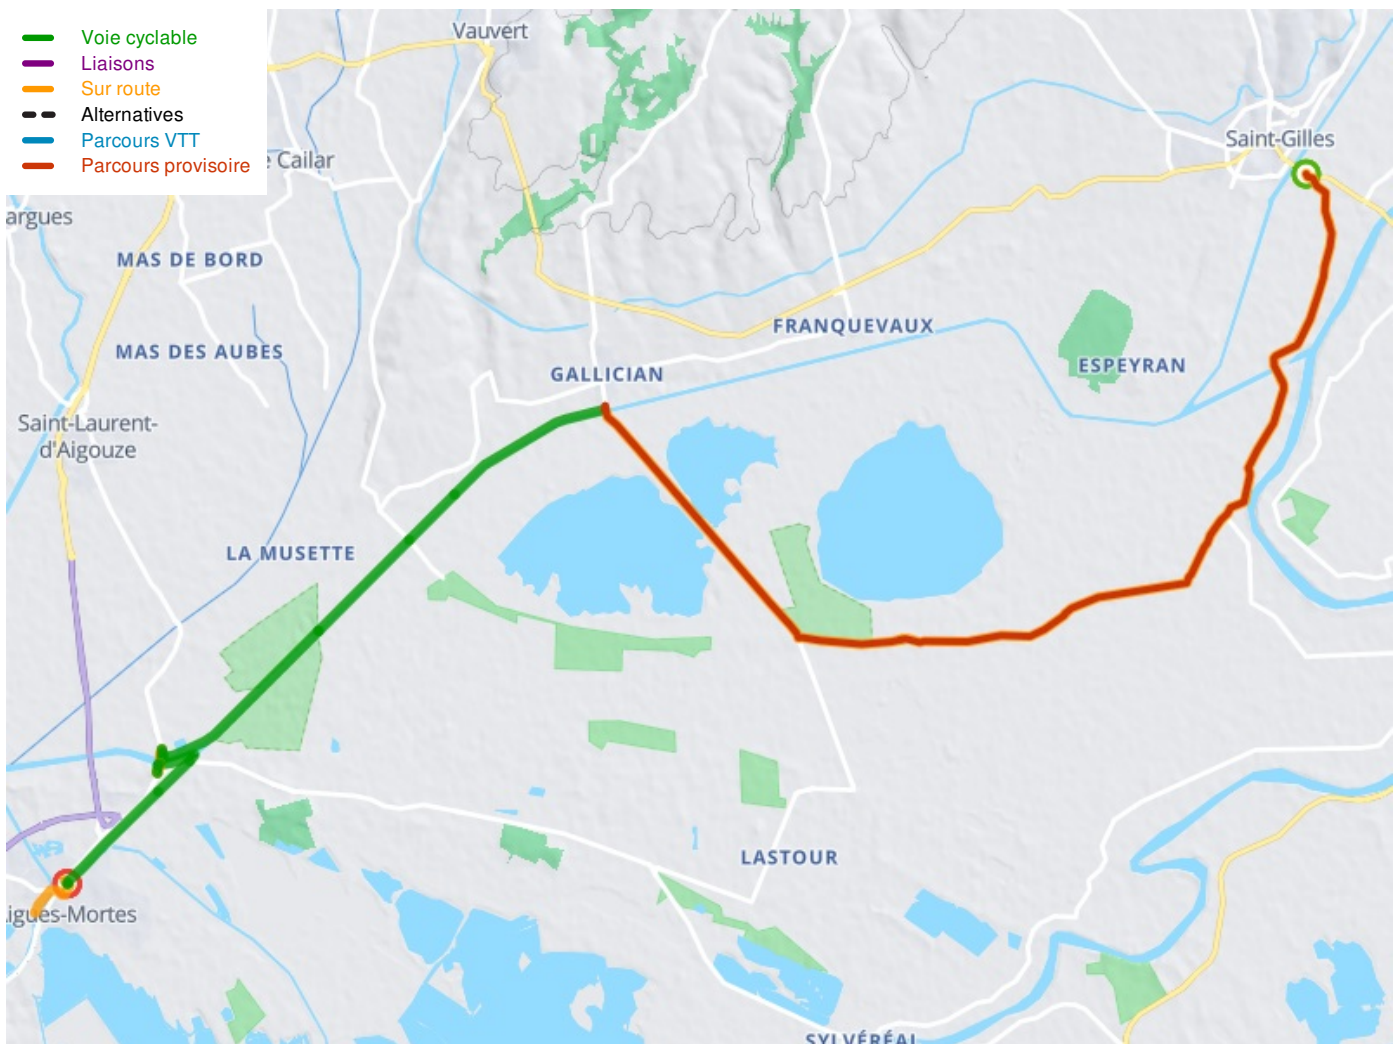 Voie cyclable
Liaisons
Sur route
Alternatives
Parcours VTT
Parcours provisoire
Vauvert
Saint-Gilles
e Cailar
argues
MAS DE BORD
FRANQUEVAUX
MAS DES AUBES
ESPEYRAN
GALLICIAN
Saint-Laurent-
d'Aigouze
LA MUSETTE
LASTOUR
igues-Mortes
SYLVÉRÉAL